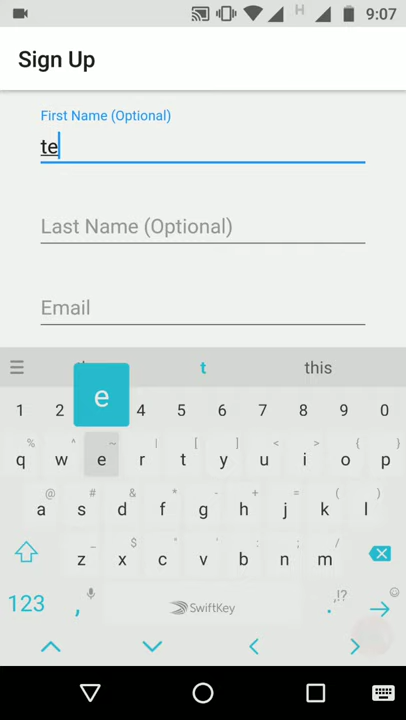 H 9:07
Sign Up
First Name (Optional)
te
Last Name (Optional)
Email
t this
e
1 2 4 5 6 7 8 9 0
% ^ ~ | [ ] < > { }
q w e r t y u i o p
@ # & * - + = ( )
a s d f g h j k l
_ $ " ' : ; /
z x c v b n m
123 , SwiftKey . ,!?